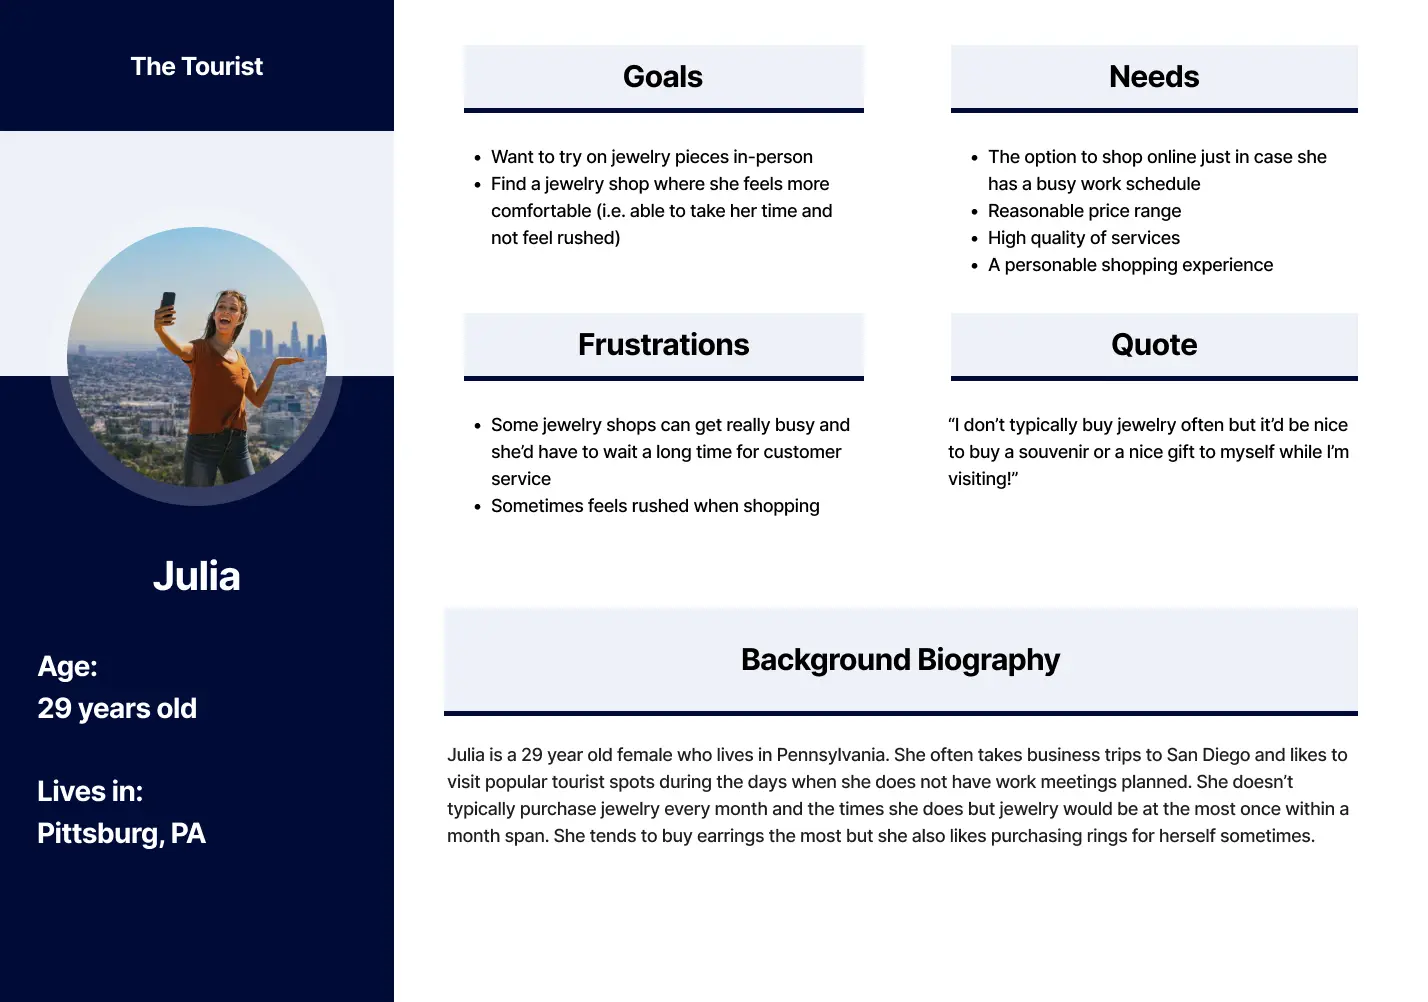 The Tourist
Julia
Age:
29 years old
Lives in:
Pittsburg, PA
Goals
• Want to try on jewelry pieces in-person
• Find a jewelry shop where she feels more
comfortable (i.e. able to take her time and
not feel rushed)
Needs
• The option to shop online just in case she
has a busy work schedule
• Reasonable price range
• High quality of services
• A personable shopping experience
Frustrations
• Some jewelry shops can get really busy and
she’d have to wait a long time for customer
service
• Sometimes feels rushed when shopping
Quote
“I don’t typically buy jewelry often but it’d be nice
to buy a souvenir or a nice gift to myself while I’m
visiting!”
Background Biography
Julia is a 29 year old female who lives in Pennsylvania. She often takes business trips to San Diego and likes to
visit popular tourist spots during the days when she does not have work meetings planned. She doesn’t
typically purchase jewelry every month and the times she does but jewelry would be at the most once within a
month span. She tends to buy earrings the most but she also likes purchasing rings for herself sometimes.